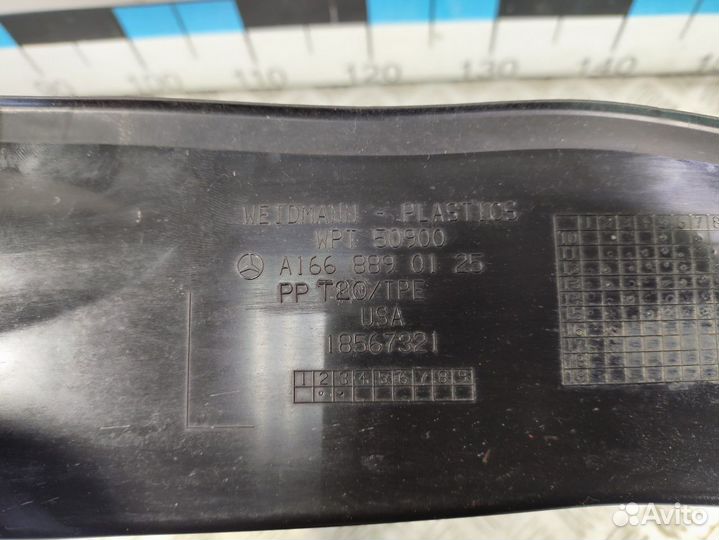 90 100 110 120 130 140
WEIDMANN - PLASTICS
WPT 50900
A166 889 01 25
PP T20/TPE
USA
18567321
1 2 3 4 5 6 7 8 9
Avito